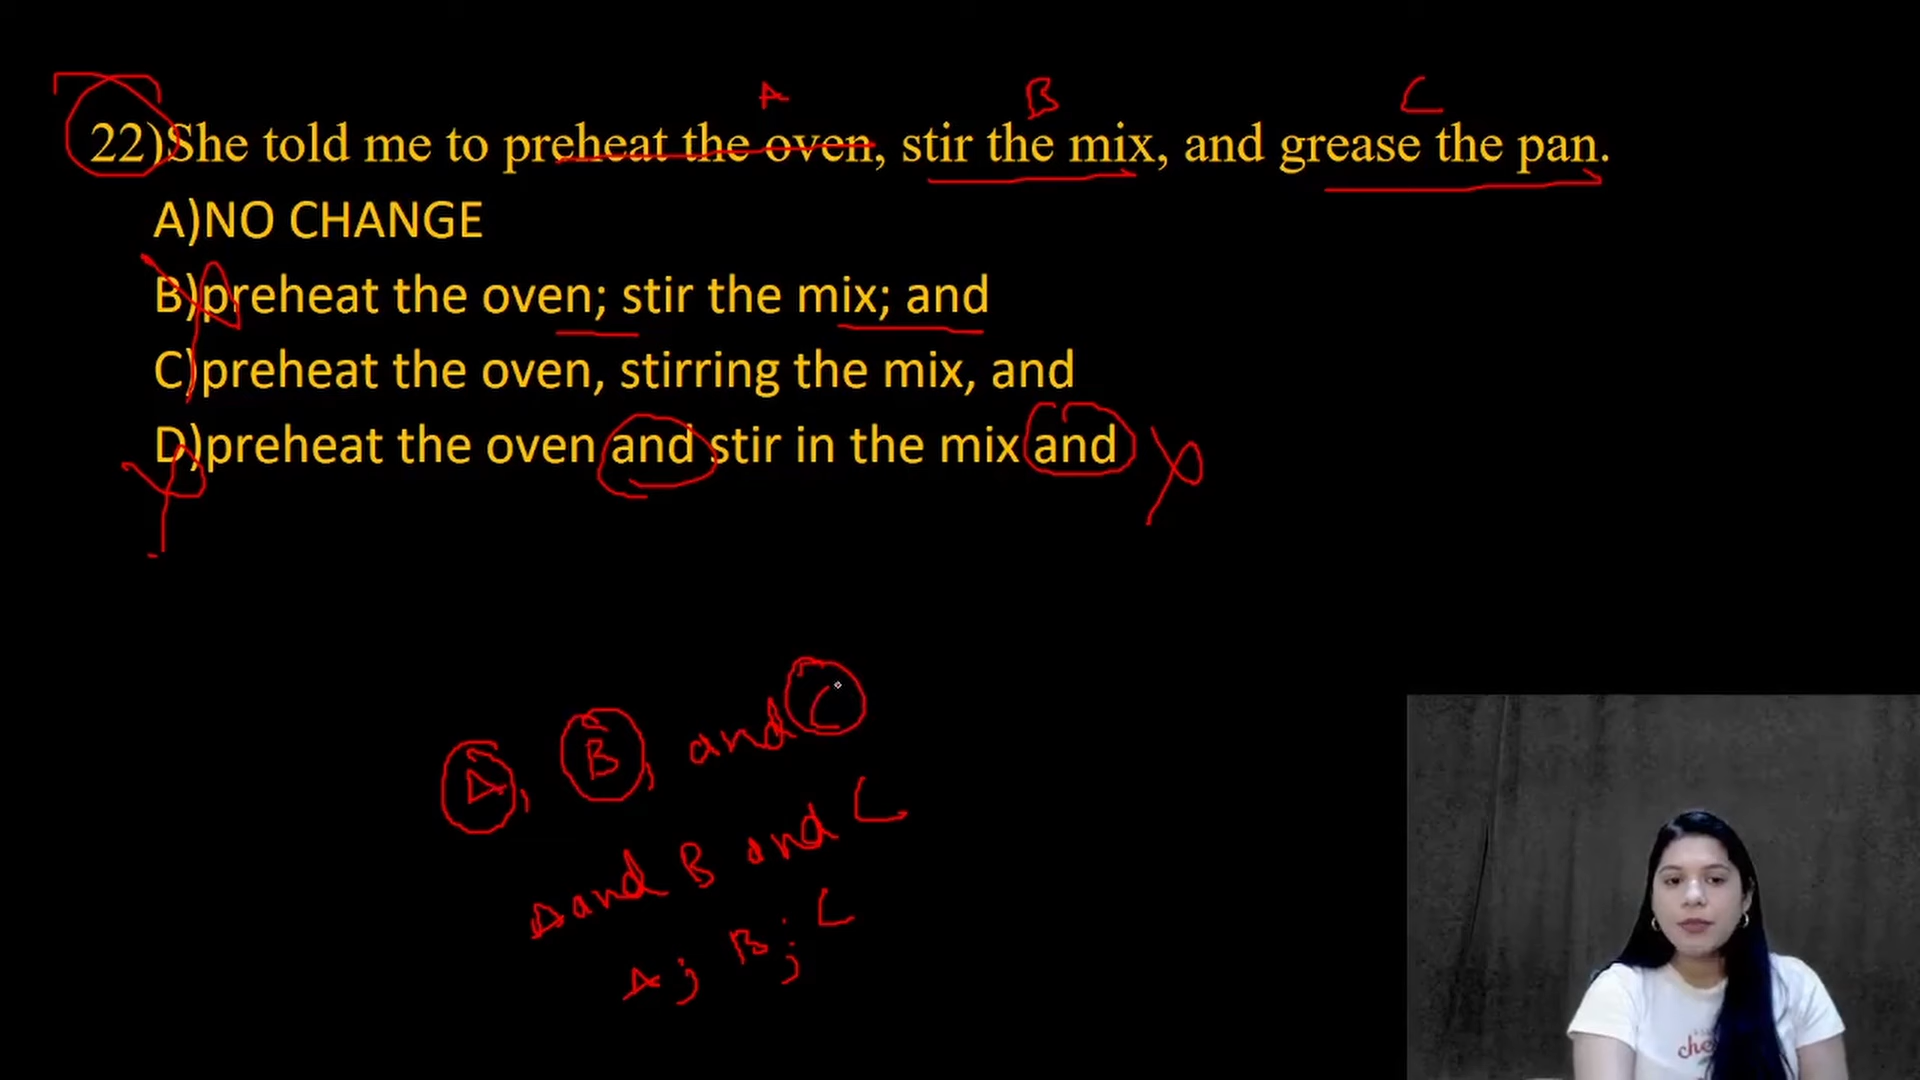 A B C
22)She told me to preheat the oven, stir the mix, and grease the pan.
A)NO CHANGE
B)preheat the oven; stir the mix; and
C)preheat the oven, stirring the mix, and
D)preheat the oven and stir in the mix and
A, B, and C
A and B and C
A; B; C